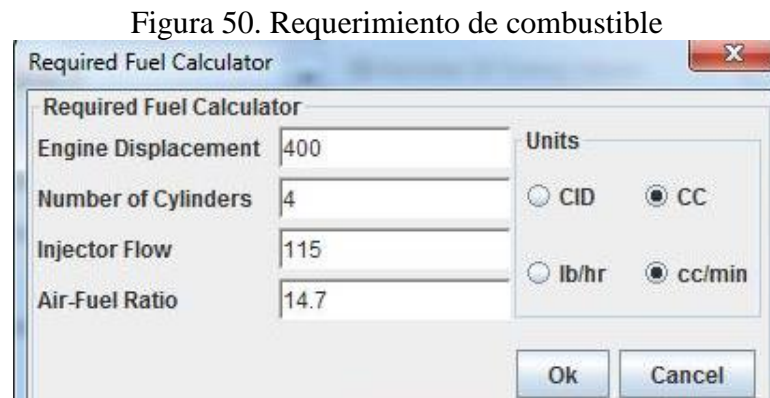 Figura 50. Requerimiento de combustible
Required Fuel Calculator
Required Fuel Calculator
Engine Displacement 400
Number of Cylinders 4
Injector Flow 115
Air-Fuel Ratio 14.7
Units
CID CC
lb/hr cc/min
Ok Cancel